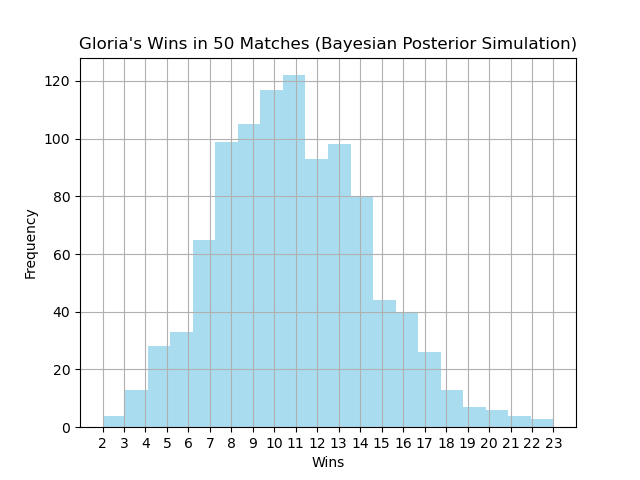 Gloria's Wins in 50 Matches (Bayesian Posterior Simulation)
120
100
80
60
40
20
0
Frequency
2 3 4 5 6 7 8 9 10 11 12 13 14 15 16 17 18 19 20 21 22 23
Wins